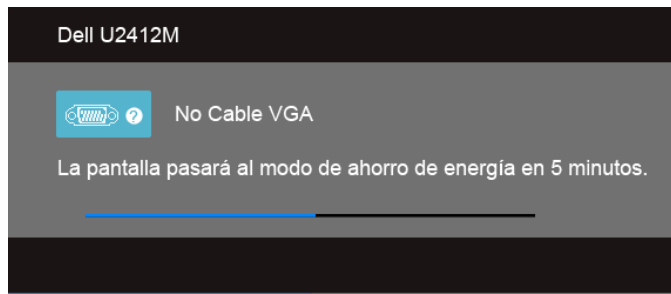 Dell U2412M
No Cable VGA
La pantalla pasará al modo de ahorro de energía en 5 minutos.